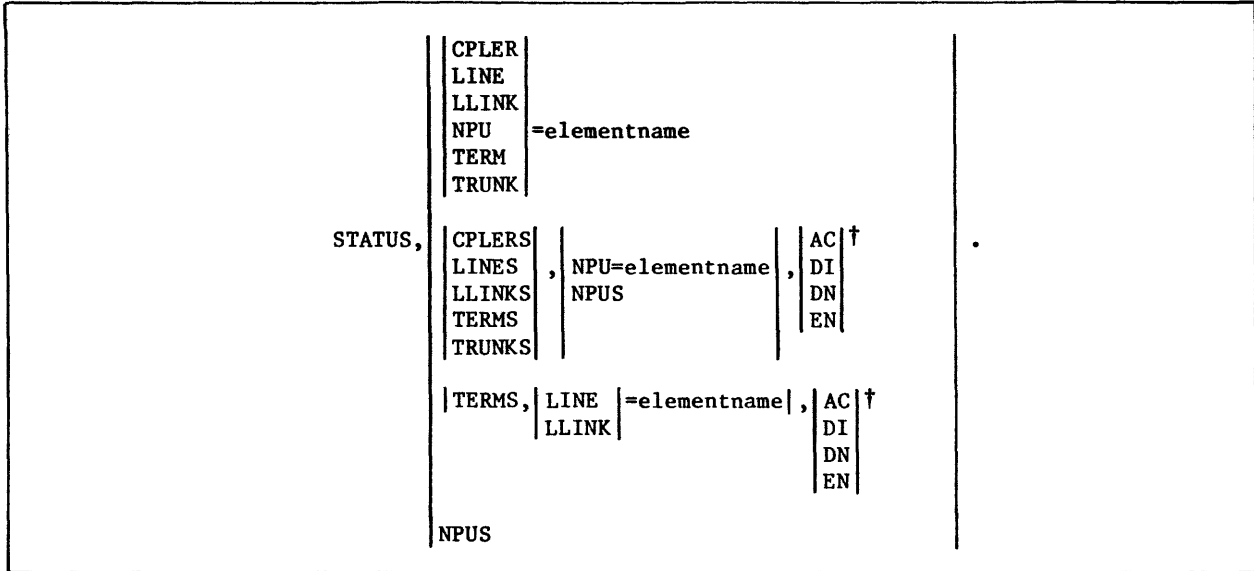 CPLER
LINE
LLINK
NPU =elementname
TERM
TRUNK
STATUS, CPLERS , NPU=elementname , AC † .
LINES NPUS DI
LLINKS DN
TERMS EN
TRUNKS
TERMS, LINE =elementname , AC †
LLINK DI
DN
EN
NPUS